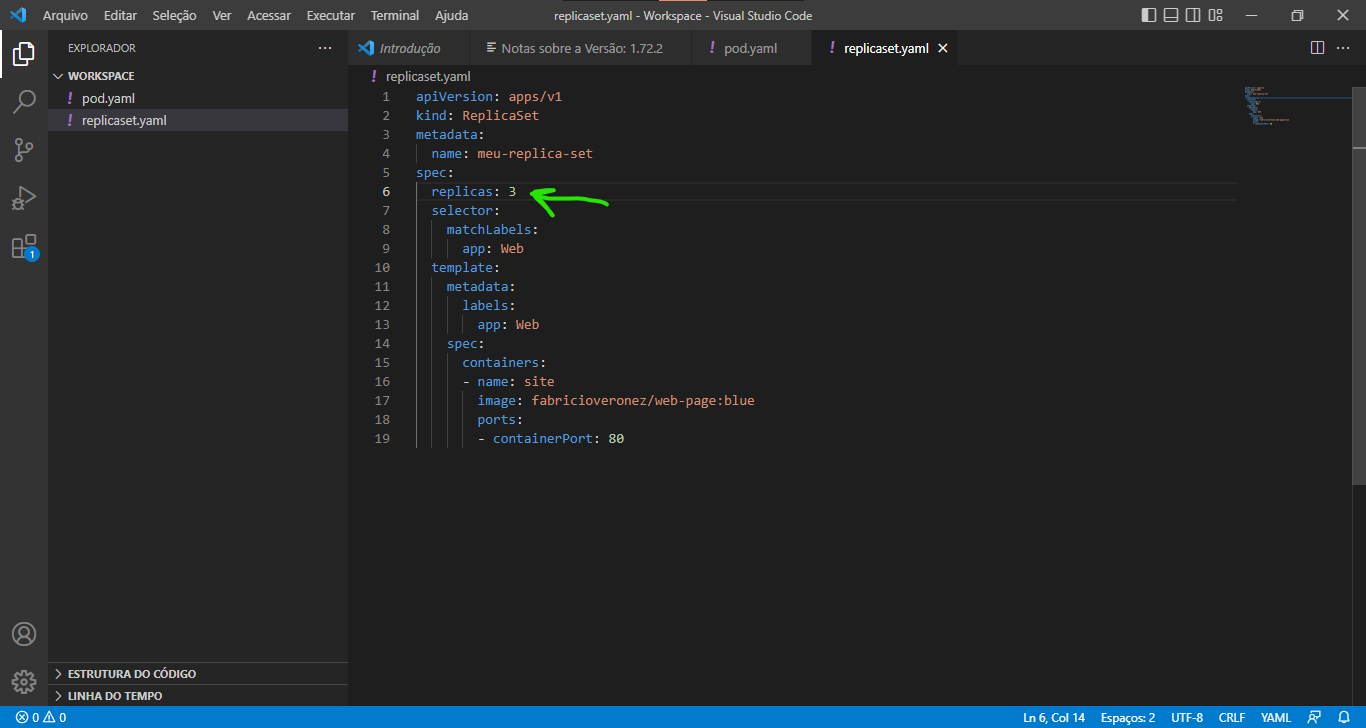 Arquivo Editar Seleção Ver Acessar Executar Terminal Ajuda replicaset.yaml - Workspace - Visual Studio Code
EXPLORADOR
WORKSPACE
pod.yaml
replicaset.yaml
ESTRUTURA DO CÓDIGO
LINHA DO TEMPO
1
Introdução Notas sobre a Versão: 1.72.2 ! pod.yaml ! replicaset.yaml
! replicaset.yaml
1 apiVersion: apps/v1
2 kind: ReplicaSet
3 metadata:
4 name: meu-replica-set
5 spec:
6 replicas: 3
7 selector:
8 matchLabels:
9 app: Web
10 template:
11 metadata:
12 labels:
13 app: Web
14 spec:
15 containers:
16 - name: site
17 image: fabricioveronez/web-page:blue
18 ports:
19 - containerPort: 80
0 0 Ln 6, Col 14 Espaços: 2 UTF-8 CRLF YAML